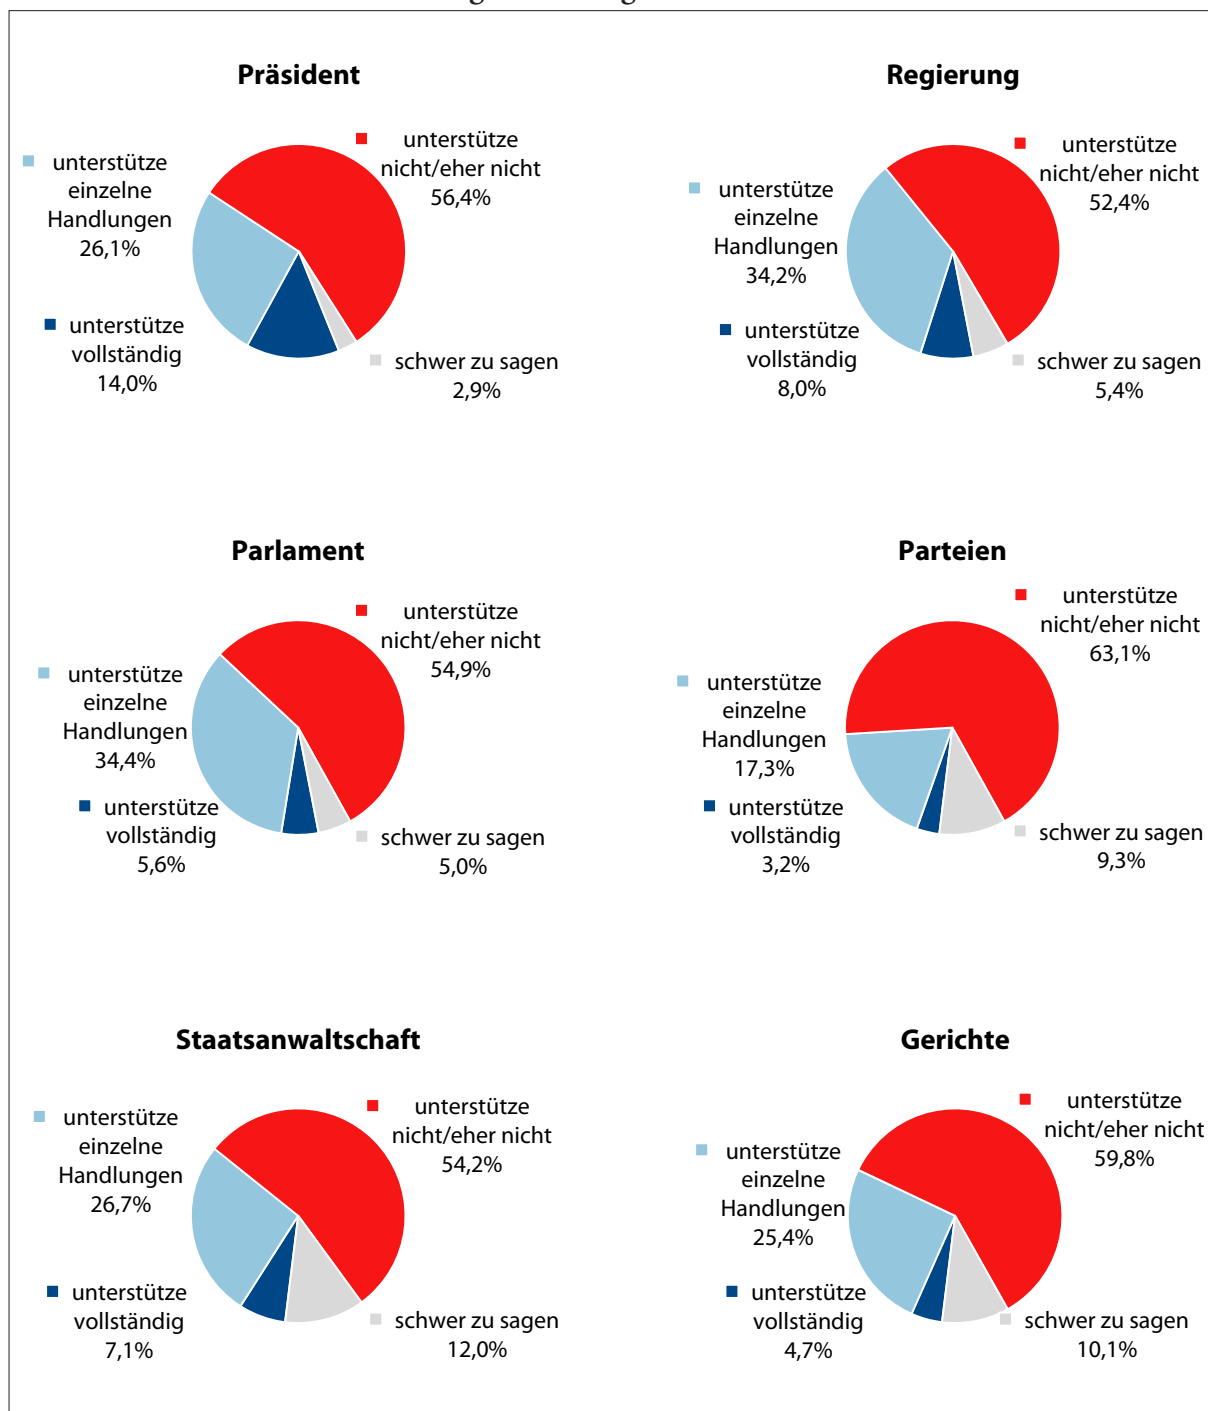 Präsident
unterstütze
nicht/eher nicht
56,4%
unterstütze
einzelne
Handlungen
26,1%
unterstütze
vollständig
14,0%
schwer zu sagen
2,9%
Regierung
unterstütze
nicht/eher nicht
52,4%
unterstütze
einzelne
Handlungen
34,2%
unterstütze
vollständig
8,0%
schwer zu sagen
5,4%
Parlament
unterstütze
nicht/eher nicht
54,9%
unterstütze
einzelne
Handlungen
34,4%
unterstütze
vollständig
5,6%
schwer zu sagen
5,0%
Parteien
unterstütze
nicht/eher nicht
63,1%
unterstütze
einzelne
Handlungen
17,3%
unterstütze
vollständig
3,2%
schwer zu sagen
9,3%
Staatsanwaltschaft
unterstütze
nicht/eher nicht
54,2%
unterstütze
einzelne
Handlungen
26,7%
unterstütze
vollständig
7,1%
schwer zu sagen
12,0%
Gerichte
unterstütze
nicht/eher nicht
59,8%
unterstütze
einzelne
Handlungen
25,4%
unterstütze
vollständig
4,7%
schwer zu sagen
10,1%